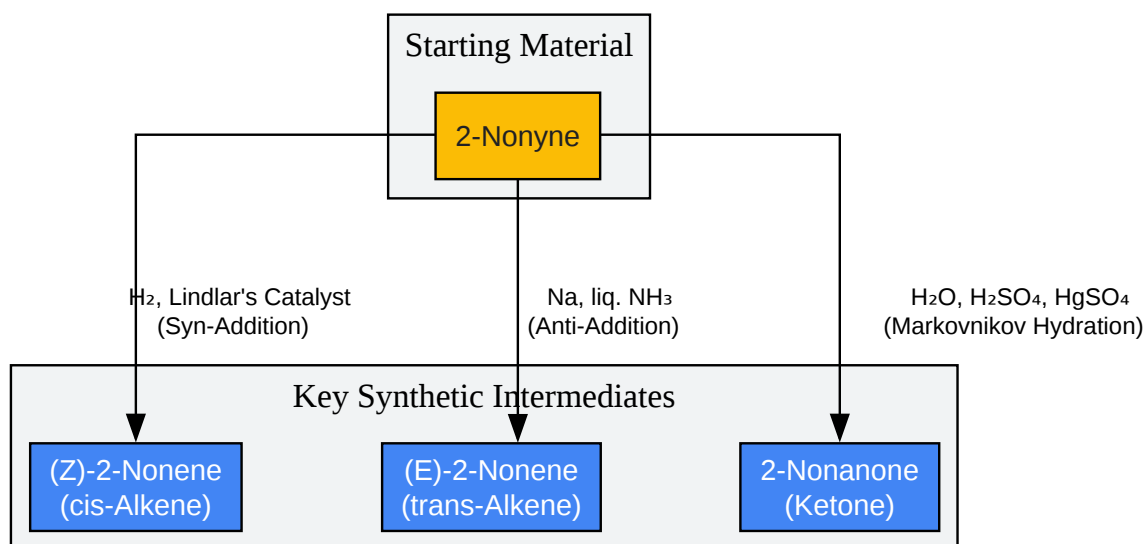 Starting Material
2-Nonyne
H₂, Lindlar's Catalyst
(Syn-Addition)
Na, liq. NH₃
(Anti-Addition)
H₂O, H₂SO₄, HgSO₄
(Markovnikov Hydration)
Key Synthetic Intermediates
(Z)-2-Nonene
(cis-Alkene)
(E)-2-Nonene
(trans-Alkene)
2-Nonanone
(Ketone)